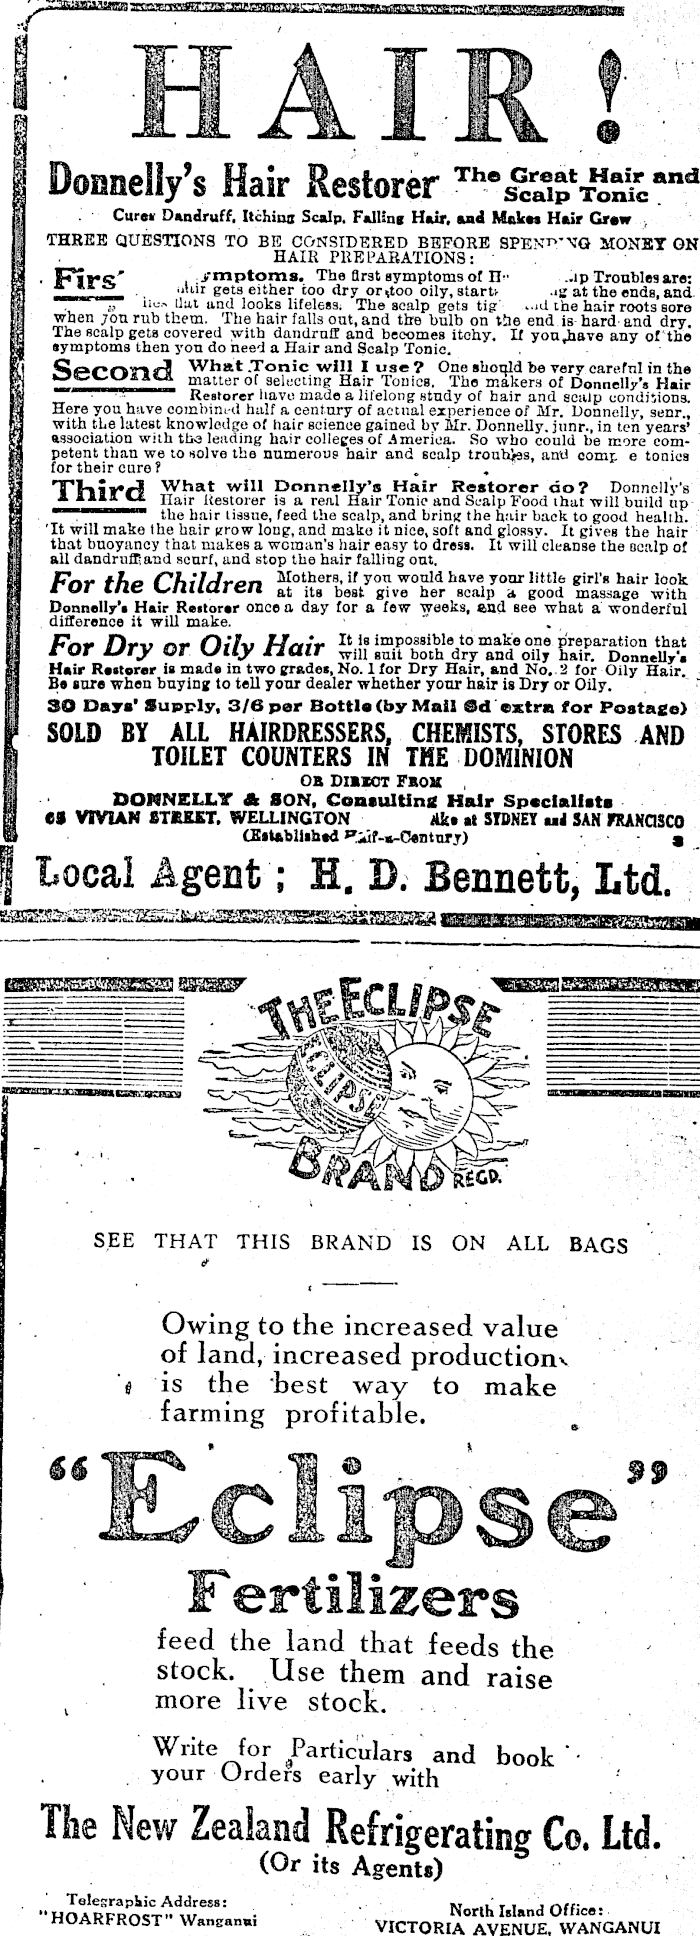 HAIR!
Donnelly's Hair Restorer
The Great Hair and
Scalp Tonic
Cures Dandruff, Itching Scalp, Falling Hair, and Makes Hair Grow
THREE QUESTIONS TO BE CONSIDERED BEFORE SPENDING MONEY ON
HAIR PREPARATIONS:
Firs' ymptoms. The first symptoms of H ip Troubles are:
hair gets either too dry or too oily, start g at the ends, and
lies flat and looks lifeless. The scalp gets tig and the hair roots sore
when you rub them. The hair falls out, and the bulb on the end is hard and dry.
The scalp gets covered with dandruff and becomes itchy. If you have any of the
symptoms then you do need a Hair and Scalp Tonic.
Second What Tonic will I use? One should be very careful in the
matter of selecting Hair Tonics. The makers of Donnelly's Hair
Restorer have made a lifelong study of hair and scalp conditions.
Here you have combined half a century of actual experience of Mr. Donnelly, senr.,
with the latest knowledge of hair science gained by Mr. Donnelly, junr., in ten years'
association with the leading hair colleges of America. So who could be more com-
petent than we to solve the numerous hair and scalp troubles, and comp e tonics
for their cure?
Third What will Donnelly's Hair Restorer do? Donnelly's
Hair Restorer is a real Hair Tonic and Scalp Food that will build up
the hair tissue, feed the scalp, and bring the hair back to good health.
It will make the hair grow long, and make it nice, soft and glossy. It gives the hair
that buoyancy that makes a woman's hair easy to dress. It will cleanse the scalp of
all dandruff and scurf, and stop the hair falling out.
For the Children Mothers, if you would have your little girl's hair look
at its best give her scalp a good massage with
Donnelly's Hair Restorer once a day for a few weeks, and see what a wonderful
difference it will make.
For Dry or Oily Hair It is impossible to make one preparation that
will suit both dry and oily hair. Donnelly's
Hair Restorer is made in two grades, No. 1 for Dry Hair, and No. 2 for Oily Hair.
Be sure when buying to tell your dealer whether your hair is Dry or Oily.
30 Days' Supply, 3/6 per Bottle (by Mail 9d extra for Postage)
SOLD BY ALL HAIRDRESSERS, CHEMISTS, STORES AND
TOILET COUNTERS IN THE DOMINION
OR DIRECT FROM
DONNELLY & SON, Consulting Hair Specialists
VIVIAN STREET, WELLINGTON Also at SYDNEY and SAN FRANCISCO
(Established Half-a-Century)
Local Agent; H. D. Bennett, Ltd.
THE ECLIPSE
ECLIPSE
BRAND REGD.
SEE THAT THIS BRAND IS ON ALL BAGS
Owing to the increased value
of land, increased production
is the best way to make
farming profitable.
"Eclipse"
Fertilizers
feed the land that feeds the
stock. Use them and raise
more live stock.
Write for Particulars and book
your Orders early with
The New Zealand Refrigerating Co. Ltd.
(Or its Agents)
Telegraphic Address:
"HOARFROST" Wanganui
North Island Office:
VICTORIA AVENUE, WANGANUI